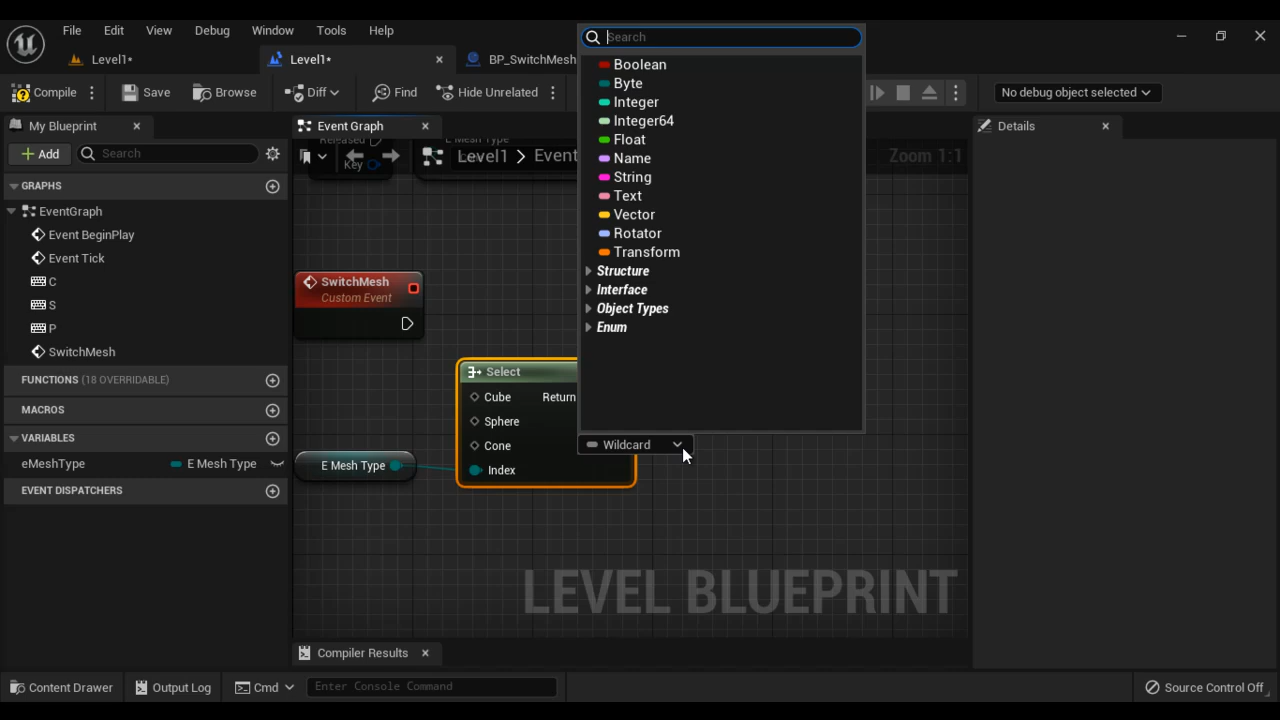 File Edit View Debug Window Tools Help
Search
Level1* Level1* BP_SwitchMesh
Compile Save Browse Diff Find Hide Unrelated No debug object selected
My Blueprint Event Graph Details
Add Search
Released E Mesh Type
Key Level1 > Event Zoom 1:1
GRAPHS
EventGraph
Event BeginPlay
Event Tick
C
S
P
SwitchMesh
FUNCTIONS (18 OVERRIDABLE)
MACROS
VARIABLES
eMeshType E Mesh Type
EVENT DISPATCHERS
SwitchMesh
Custom Event
Select
Cube Return
Sphere
Cone
Index
E Mesh Type
Boolean
Byte
Integer
Integer64
Float
Name
String
Text
Vector
Rotator
Transform
Structure
Interface
Object Types
Enum
Wildcard
LEVEL BLUEPRINT
Compiler Results
Content Drawer Output Log Cmd Enter Console Command Source Control Off